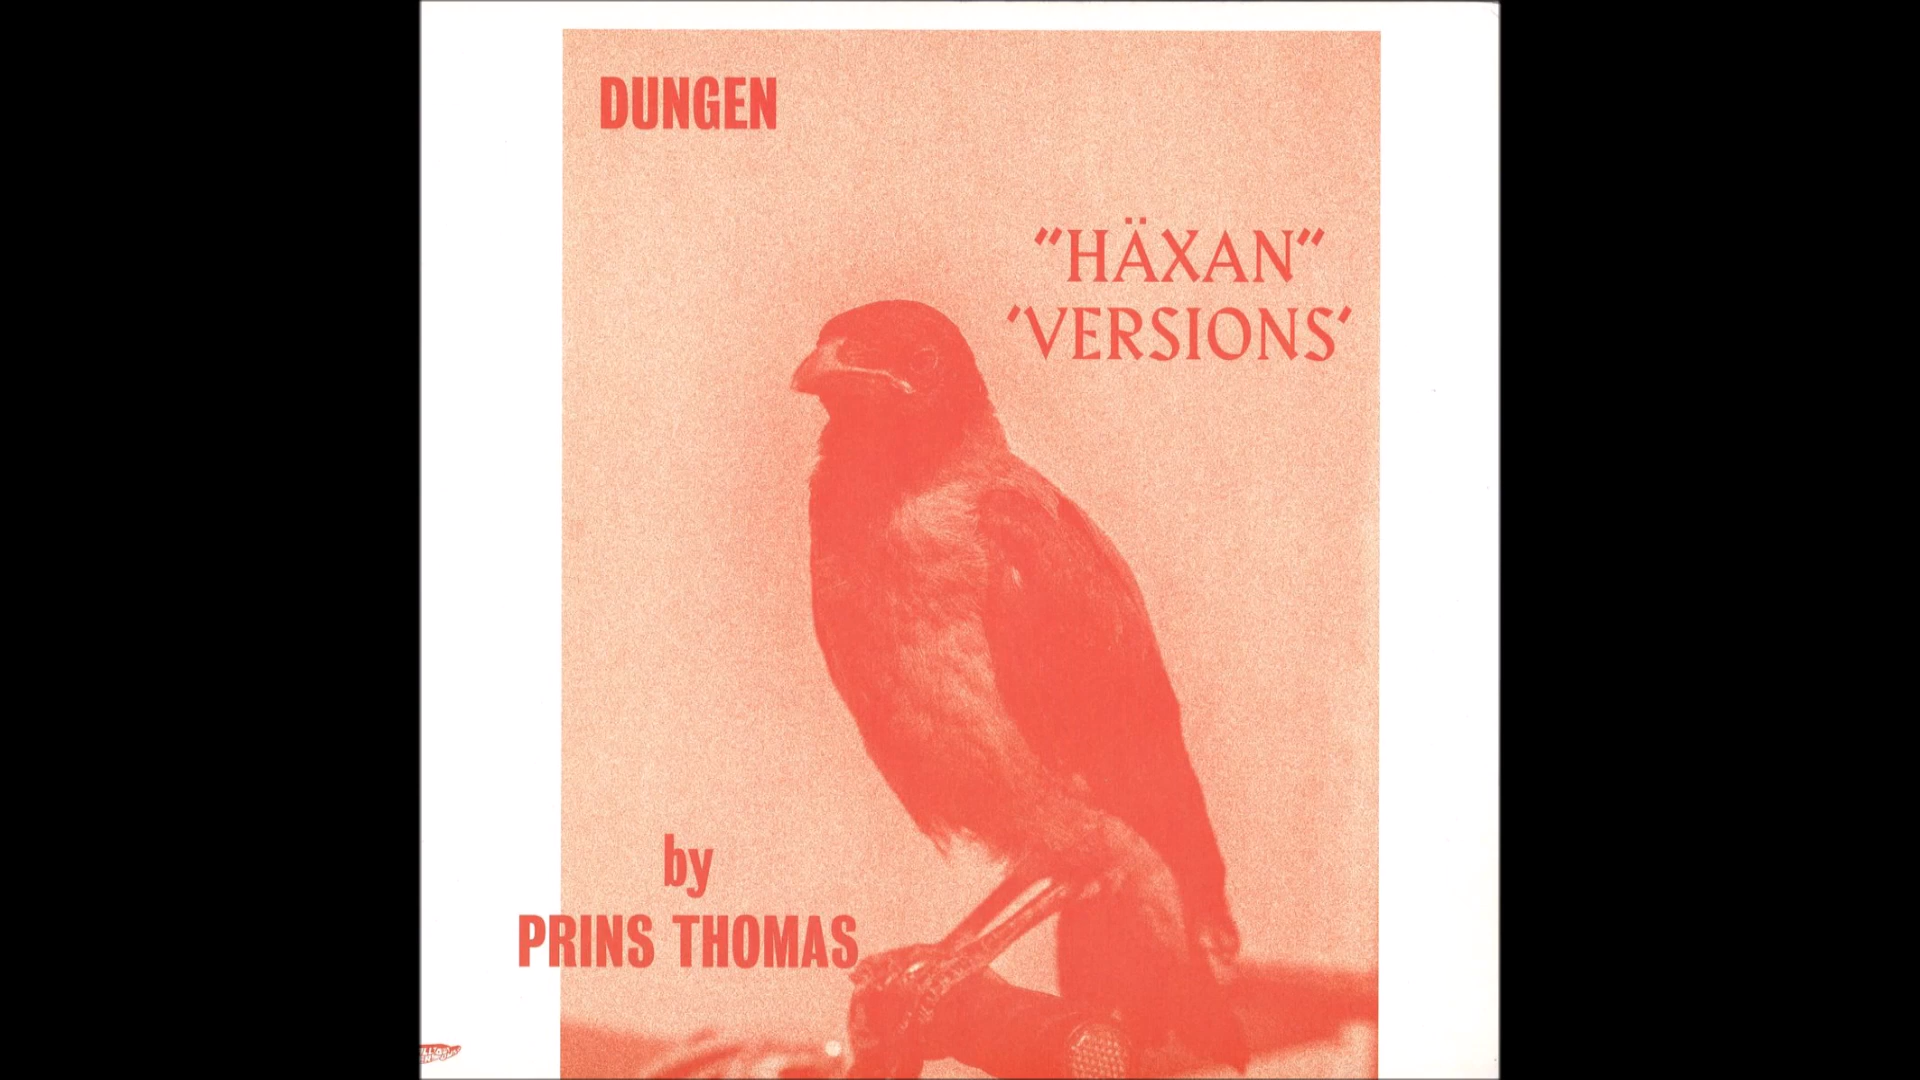 DUNGEN
"HÄXAN"
'VERSIONS'
by
PRINS THOMAS